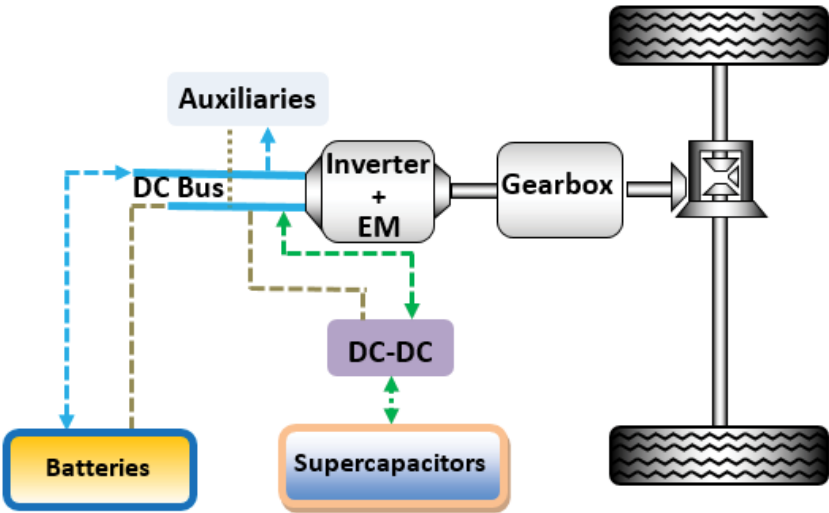 Auxiliaries
DC Bus
Inverter
+
EM
Gearbox
DC-DC
Batteries
Supercapacitors